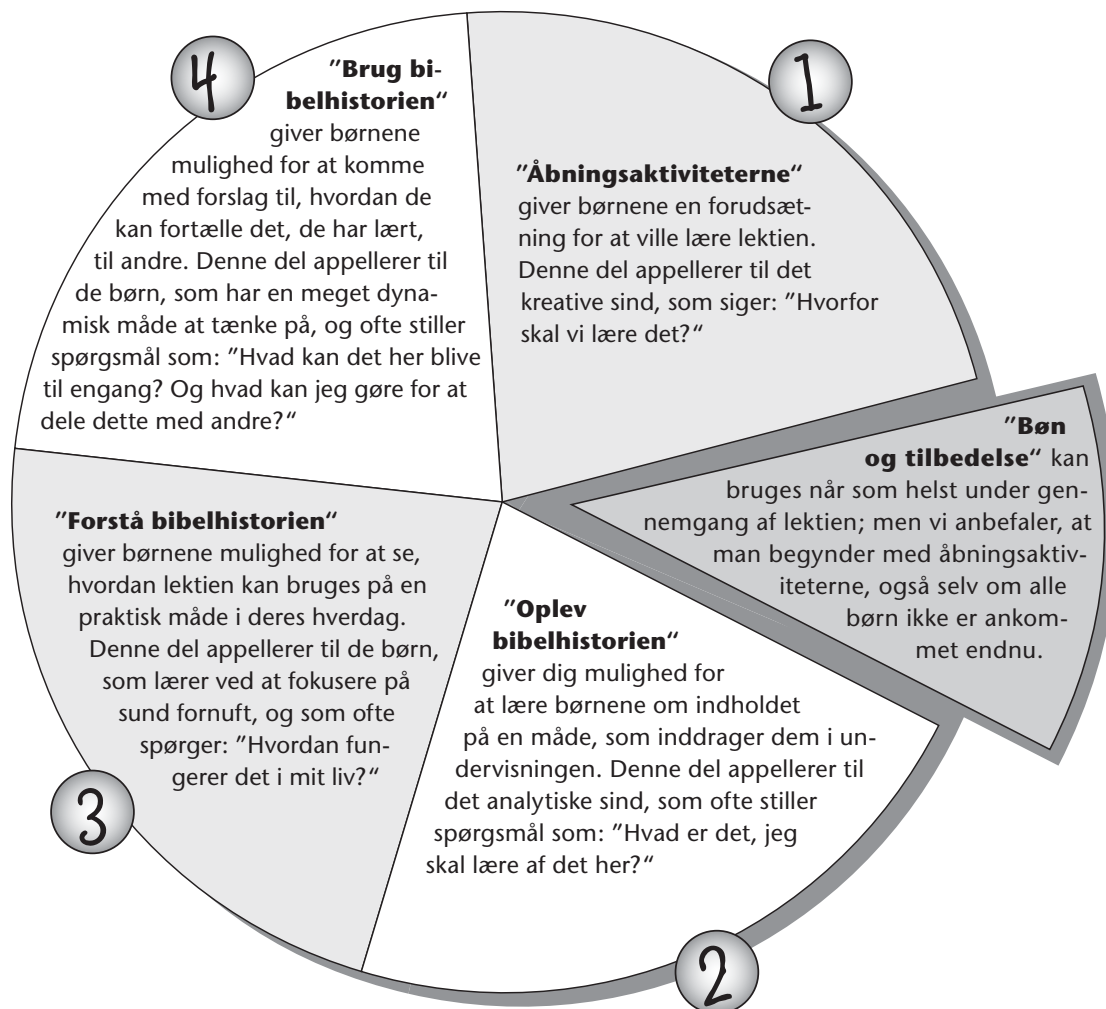 1
"Åbningsaktiviteterne“
giver børnene en forudsæt-
ning for at ville lære lektien.
Denne del appellerer til det
kreative sind, som siger: "Hvorfor
skal vi lære det?“
"Bøn
og tilbedelse“ kan
bruges når som helst under gen-
nemgang af lektien; men vi anbefaler, at
man begynder med åbningsaktiv-
iteterne, også selv om alle
børn ikke er ankom-
met endnu.
2
"Oplev
bibelhistorien“
giver dig mulighed for
at lære børnene om indholdet
på en måde, som inddrager dem i un-
dervisningen. Denne del appellerer til
det analytiske sind, som ofte stiller
spørgsmål som: "Hvad er det, jeg
skal lære af det her?“
3
"Forstå bibelhistorien“
giver børnene mulighed for at se,
hvordan lektien kan bruges på en
praktisk måde i deres hverdag.
Denne del appellerer til de børn,
som lærer ved at fokusere på
sund fornuft, og som ofte
spørger: "Hvordan fun-
gerer det i mit liv?“
4
"Brug bi-
belhistorien“
giver børnene
mulighed for at komme
med forslag til, hvordan de
kan fortælle det, de har lært,
til andre. Denne del appellerer til
de børn, som har en meget dyna-
misk måde at tænke på, og ofte stiller
spørgsmål som: "Hvad kan det her blive
til engang? Og hvad kan jeg gøre for at
dele dette med andre?“